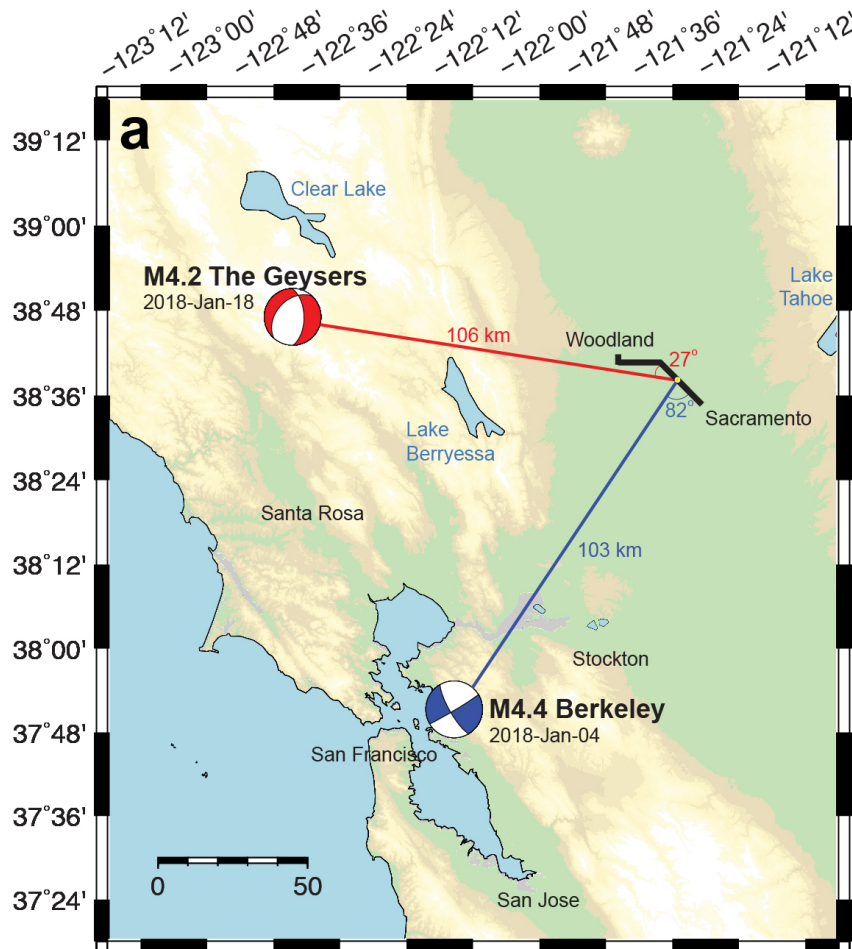 −123˚12'
−123˚00'
−122˚48'
−122˚36'
−122˚24'
−122˚12'
−122˚00'
−121˚48'
−121˚36'
−121˚24'
−121˚12'
a
39˚12'
39˚00'
38˚48'
38˚36'
38˚24'
38˚12'
38˚00'
37˚48'
37˚36'
37˚24'
Clear Lake
M4.2 The Geysers
2018-Jan-18
Lake
Tahoe
106 km
Woodland
27°
82°
Sacramento
Lake
Berryessa
Santa Rosa
103 km
Stockton
M4.4 Berkeley
2018-Jan-04
San Francisco
0
50
San Jose